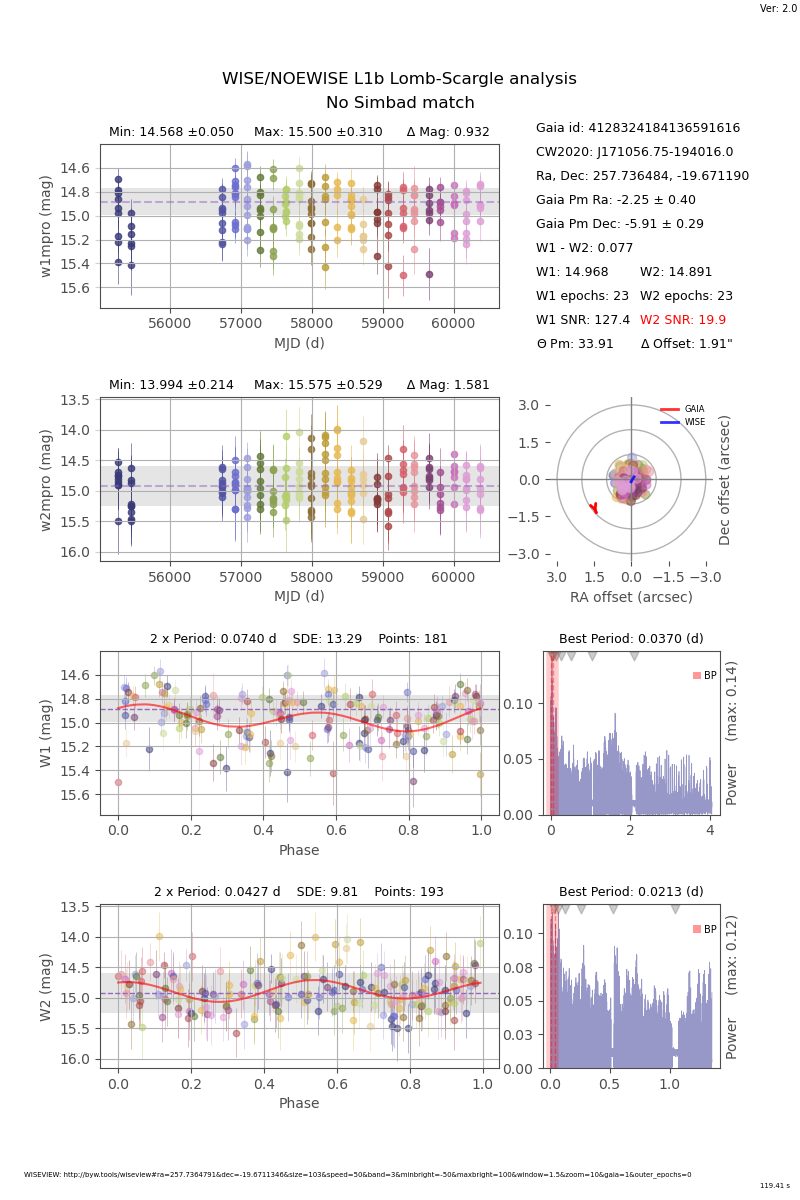 Ver: 2.0
WISE/NOEWISE L1b Lomb-Scargle analysis
No Simbad match
Min: 14.568 ±0.050 Max: 15.500 ±0.310 Δ Mag: 0.932
14.6
14.8
15.0
15.2
15.4
15.6
w1mpro (mag)
56000 57000 58000 59000 60000
MJD (d)
Gaia id: 4128324184136591616
CW2020: J171056.75-194016.0
Ra, Dec: 257.736484, -19.671190
Gaia Pm Ra: -2.25 ± 0.40
Gaia Pm Dec: -5.91 ± 0.29
W1 - W2: 0.077
W1: 14.968 W2: 14.891
W1 epochs: 23 W2 epochs: 23
W1 SNR: 127.4 W2 SNR: 19.9
Θ Pm: 33.91 Δ Offset: 1.91"
Min: 13.994 ±0.214 Max: 15.575 ±0.529 Δ Mag: 1.581
13.5
14.0
14.5
15.0
15.5
16.0
w2mpro (mag)
56000 57000 58000 59000 60000
MJD (d)
GAIA
WISE
3.0
1.5
0.0
−1.5
−3.0
Dec offset (arcsec)
3.0 1.5 0.0 −1.5 −3.0
RA offset (arcsec)
2 x Period: 0.0740 d SDE: 13.29 Points: 181
14.6
14.8
15.0
15.2
15.4
15.6
W1 (mag)
0.0 0.2 0.4 0.6 0.8 1.0
Phase
Best Period: 0.0370 (d)
BP
0.10
0.05
0.00
Power (max: 0.14)
0 2 4
2 x Period: 0.0427 d SDE: 9.81 Points: 193
13.5
14.0
14.5
15.0
15.5
16.0
W2 (mag)
0.0 0.2 0.4 0.6 0.8 1.0
Phase
Best Period: 0.0213 (d)
BP
0.10
0.08
0.05
0.03
0.00
Power (max: 0.12)
0.0 0.5 1.0
WISEVIEW: http://byw.tools/wiseview#ra=257.7364791&dec=-19.6711346&size=103&speed=50&band=3&minbright=-50&maxbright=100&window=1.5&zoom=10&gaia=1&outer_epochs=0
119.41 s